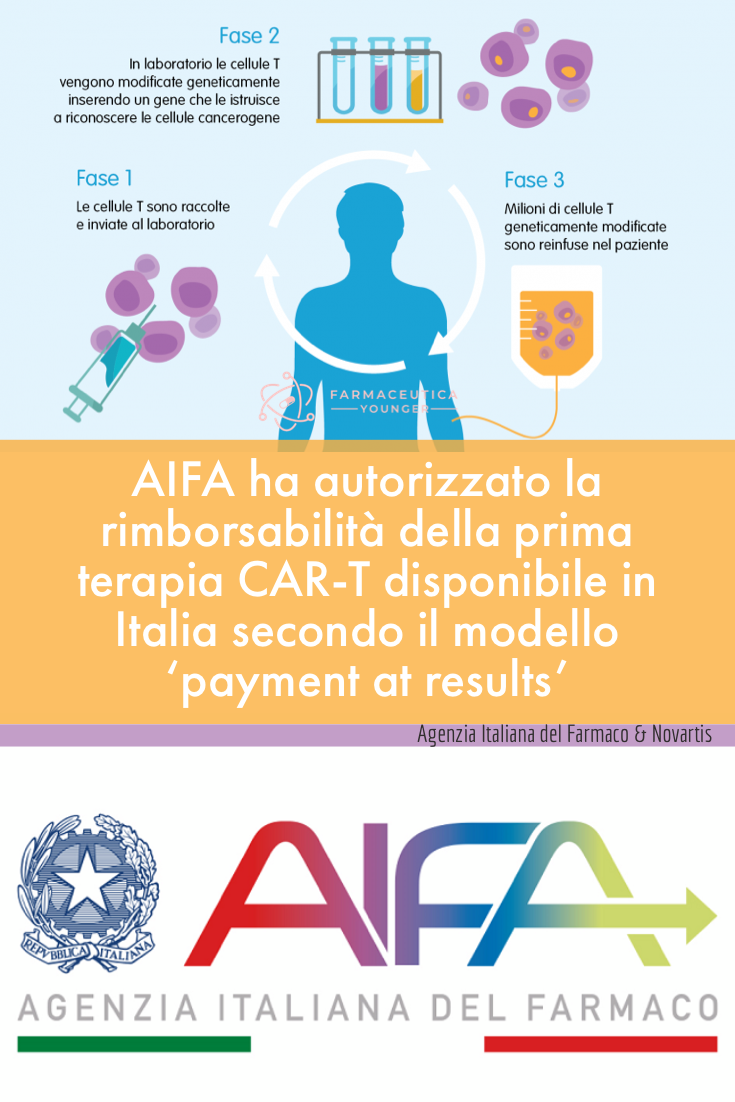 Fase 2
In laboratorio le cellule T
vengono modificate geneticamente
inserendo un gene che le istruisce
a riconoscere le cellule cancerogene
Fase 1
Le cellule T sono raccolte
e inviate al laboratorio
Fase 3
Milioni di cellule T
geneticamente modificate
sono reinfuse nel paziente
FARMACEUTICA
YOUNGER
AIFA ha autorizzato la
rimborsabilità della prima
terapia CAR-T disponibile in
Italia secondo il modello
‘payment at results’
Agenzia Italiana del Farmaco & Novartis
REPVBBLICA ITALIANA
AIFA
AGENZIA ITALIANA DEL FARMACO